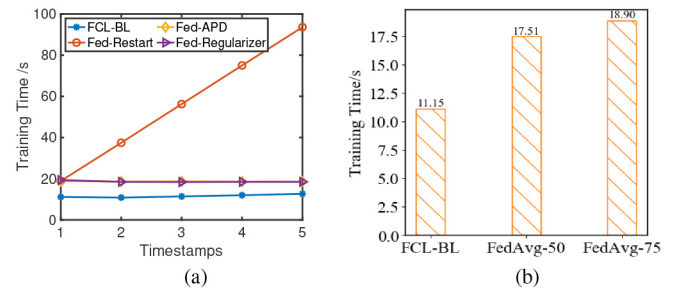 100
80
60
40
20
0
Training Time /s
FCL-BL
Fed-APD
Fed-Restart
Fed-Regularizer
1
2
3
4
5
Timestamps
(a)
17.5
15.0
12.5
10.0
7.5
5.0
2.5
0.0
Training Time/s
11.15
17.51
18.90
FCL-BL
FedAvg-50
FedAvg-75
(b)